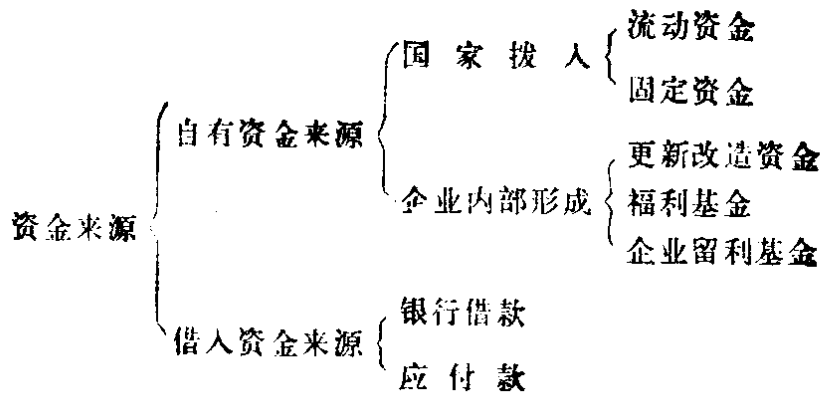 流动资金
国家拨入
固定资金
自有资金来源
更新改造资金
企业内部形成
福利基金
资金来源
企业留利基金
银行借款
借入资金来源
应付款